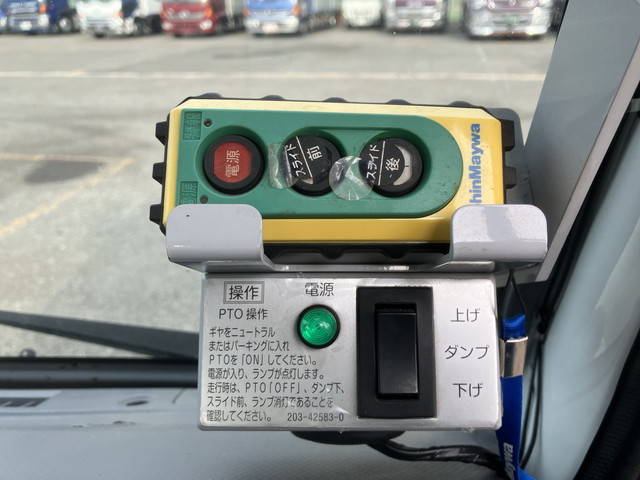 電源
スライド
前
スライド
後
hinMaywa
操作
電源
PTO 操作
ギヤをニュートラル
またはパーキングに入れ
PTOを「ON」してください。
電源が入り、ランプが点灯します。
走行時は、PTO「OFF」、ダンプ下、
スライド前、ランプ消灯であることを
確認してください。 203-42583-0
上げ
ダンプ
下げ